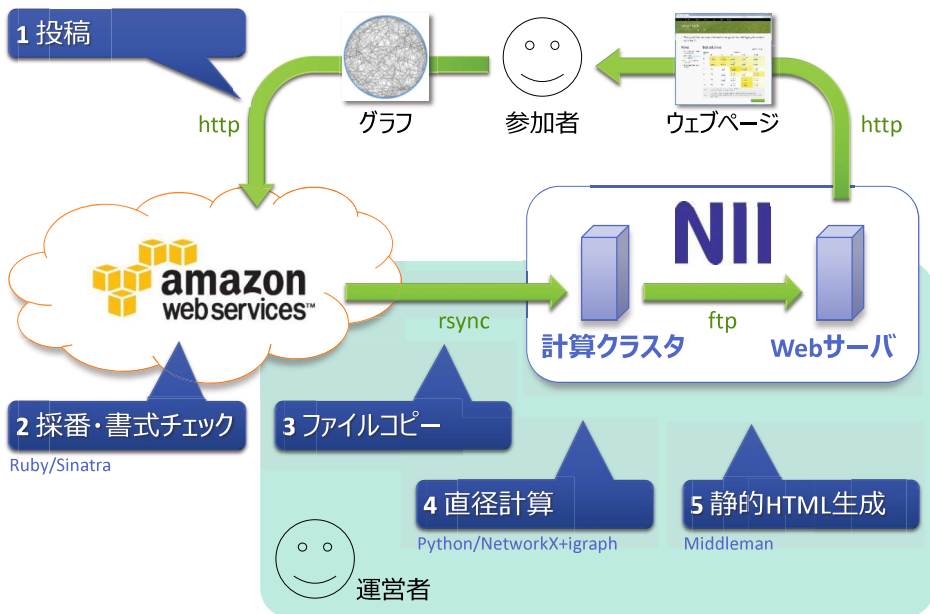 1 投稿
http
グラフ
参加者
ウェブページ
http
NII
amazon
web services™
rsync
ftp
計算クラスタ
Webサーバ
2 採番・書式チェック
Ruby/Sinatra
3 ファイルコピー
4 直径計算
Python/NetworkX+igraph
5 静的HTML生成
Middleman
運営者